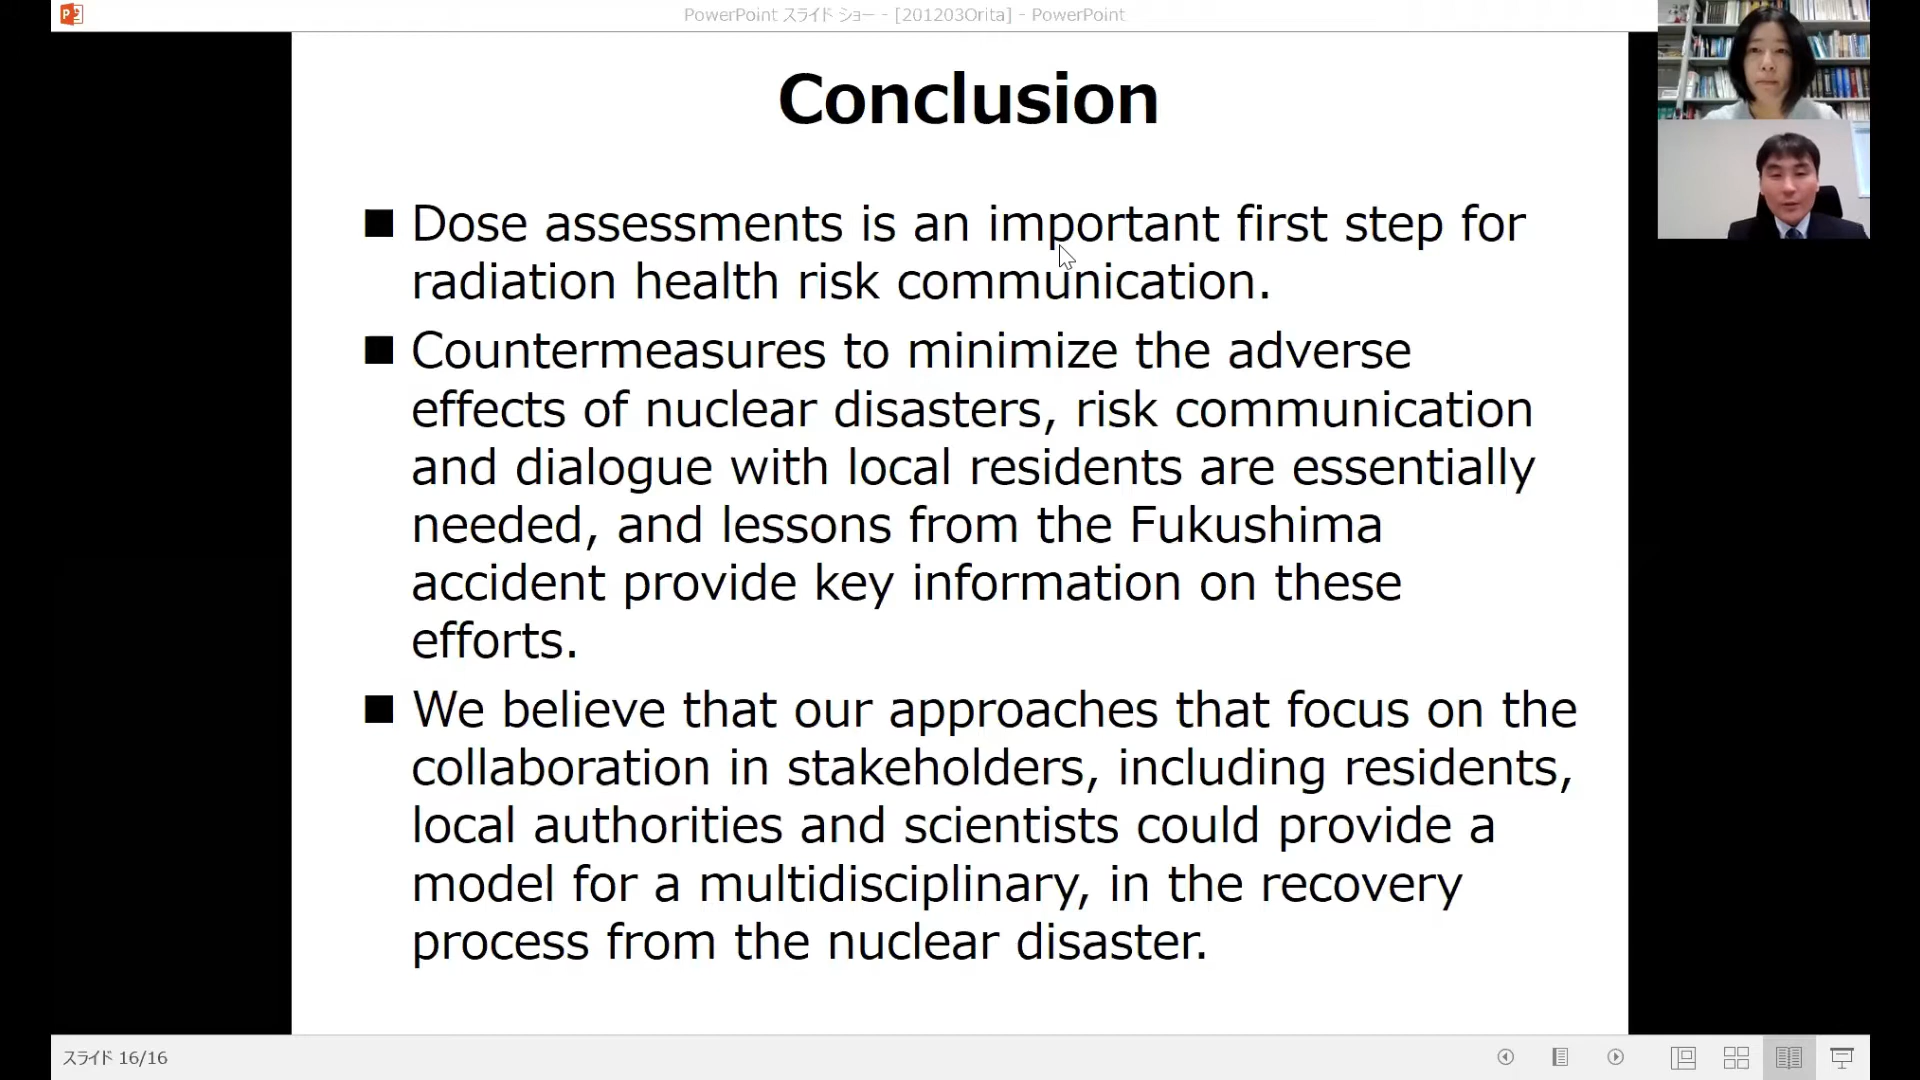 PowerPoint スライド ショー - [201203Orita] - PowerPoint
Conclusion
■ Dose assessments is an important first step for
radiation health risk communication.
■ Countermeasures to minimize the adverse
effects of nuclear disasters, risk communication
and dialogue with local residents are essentially
needed, and lessons from the Fukushima
accident provide key information on these
efforts.
■ We believe that our approaches that focus on the
collaboration in stakeholders, including residents,
local authorities and scientists could provide a
model for a multidisciplinary, in the recovery
process from the nuclear disaster.
スライド 16/16